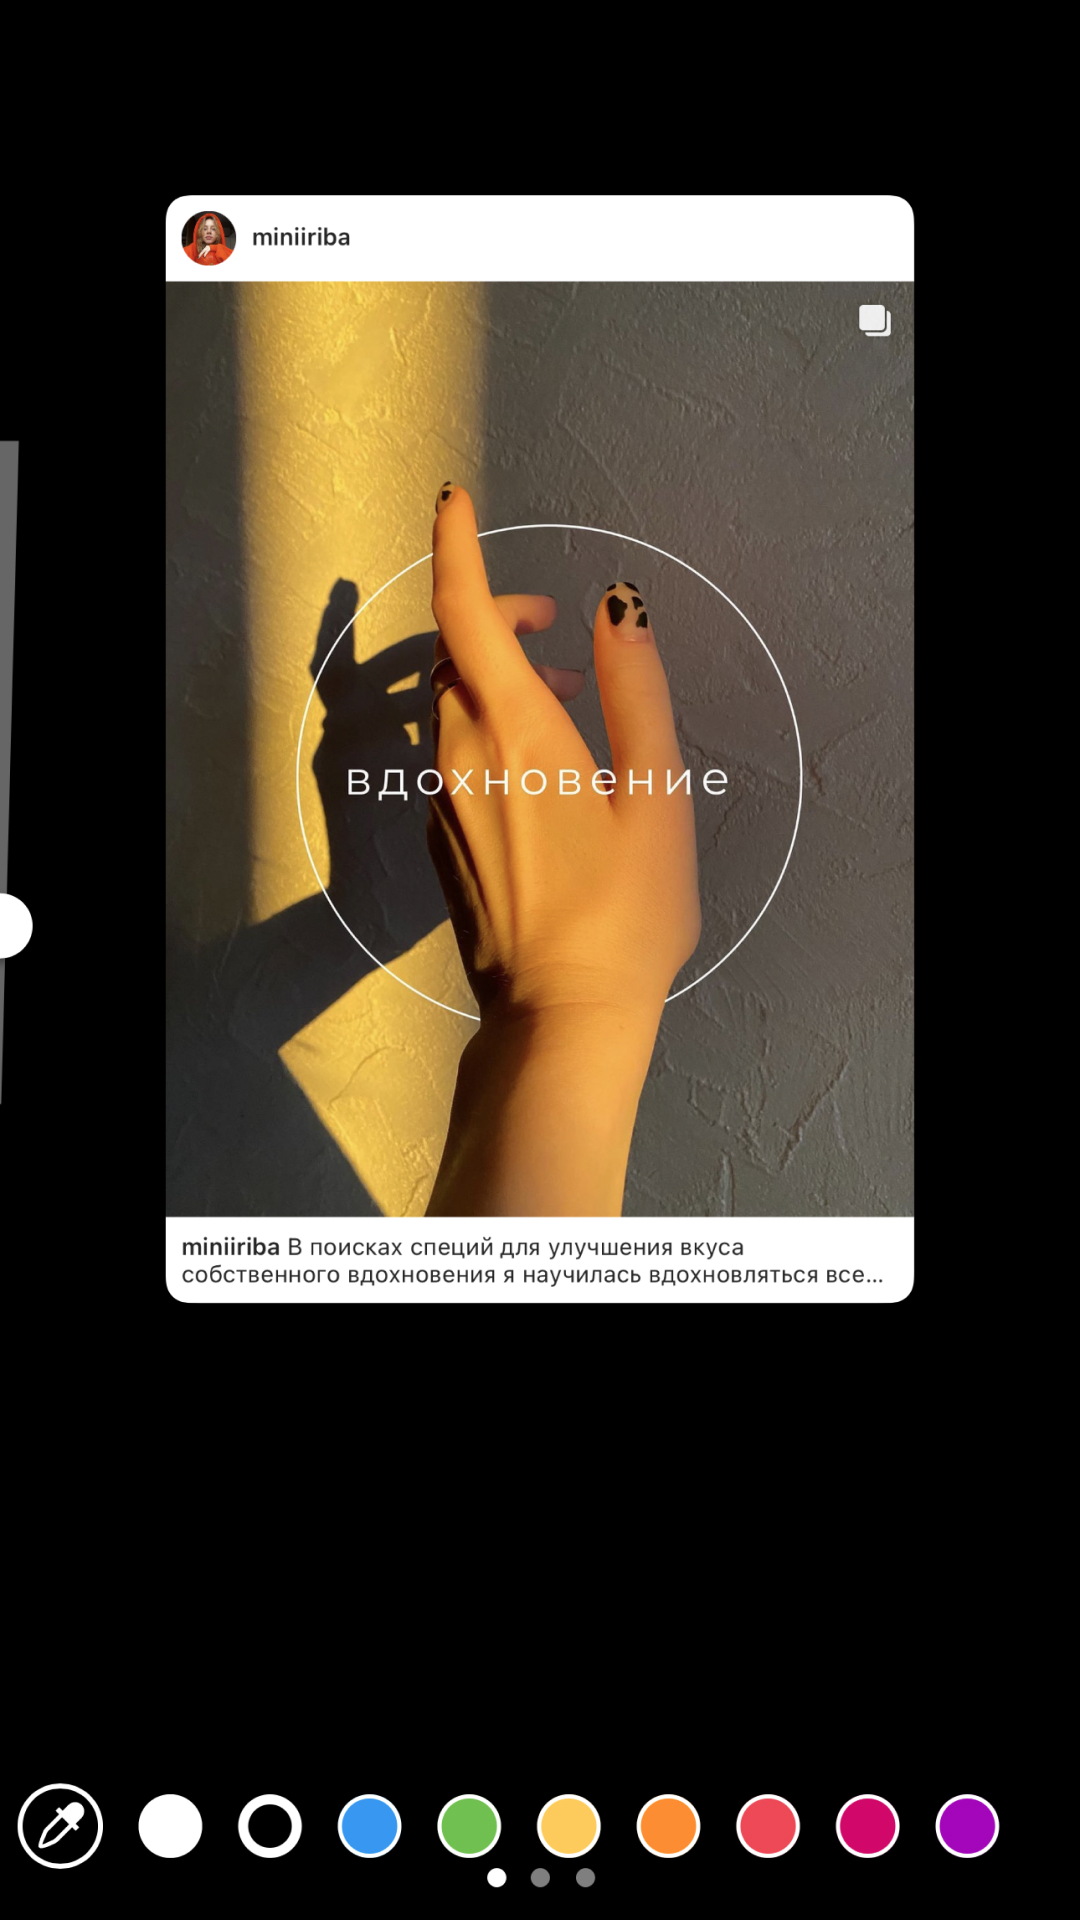 miniiriba
вдохновение
miniiriba В поисках специй для улучшения вкуса
собственного вдохновения я научилась вдохновляться все...